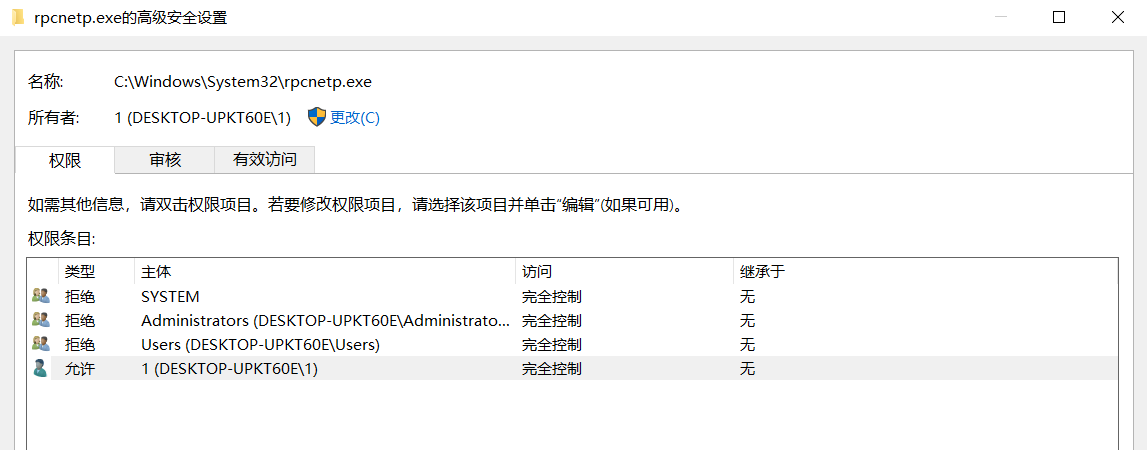 rpcnetp.exe的高级安全设置
名称: C:\Windows\System32\rpcnetp.exe
所有者: 1 (DESKTOP-UPKT60E\1) 更改(C)
权限 审核 有效访问
如需其他信息，请双击权限项目。若要修改权限项目，请选择该项目并单击“编辑”(如果可用)。
权限条目:
类型 主体 访问 继承于
拒绝 SYSTEM 完全控制 无
拒绝 Administrators (DESKTOP-UPKT60E\Administrato... 完全控制 无
拒绝 Users (DESKTOP-UPKT60E\Users) 完全控制 无
允许 1 (DESKTOP-UPKT60E\1) 完全控制 无